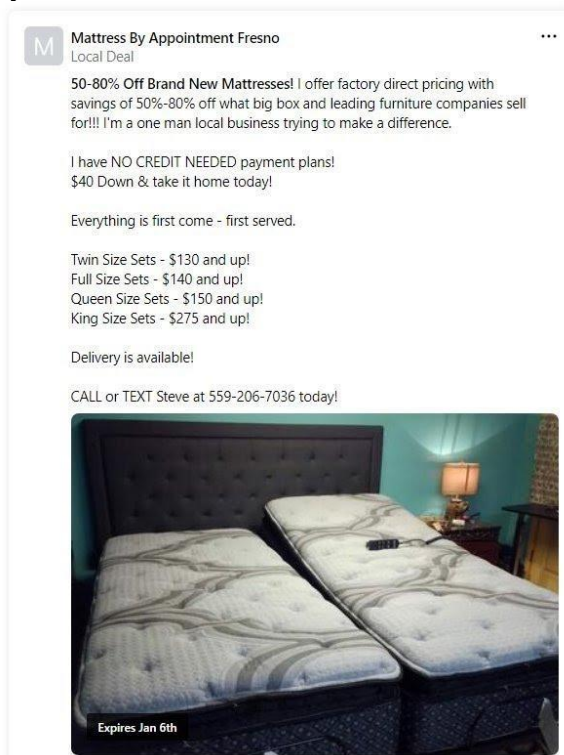 M
Mattress By Appointment Fresno
Local Deal
50-80% Off Brand New Mattresses! I offer factory direct pricing with
savings of 50%-80% off what big box and leading furniture companies sell
for!!! I'm a one man local business trying to make a difference.
I have NO CREDIT NEEDED payment plans!
$40 Down & take it home today!
Everything is first come - first served.
Twin Size Sets - $130 and up!
Full Size Sets - $140 and up!
Queen Size Sets - $150 and up!
King Size Sets - $275 and up!
Delivery is available!
CALL or TEXT Steve at 559-206-7036 today!
Expires Jan 6th